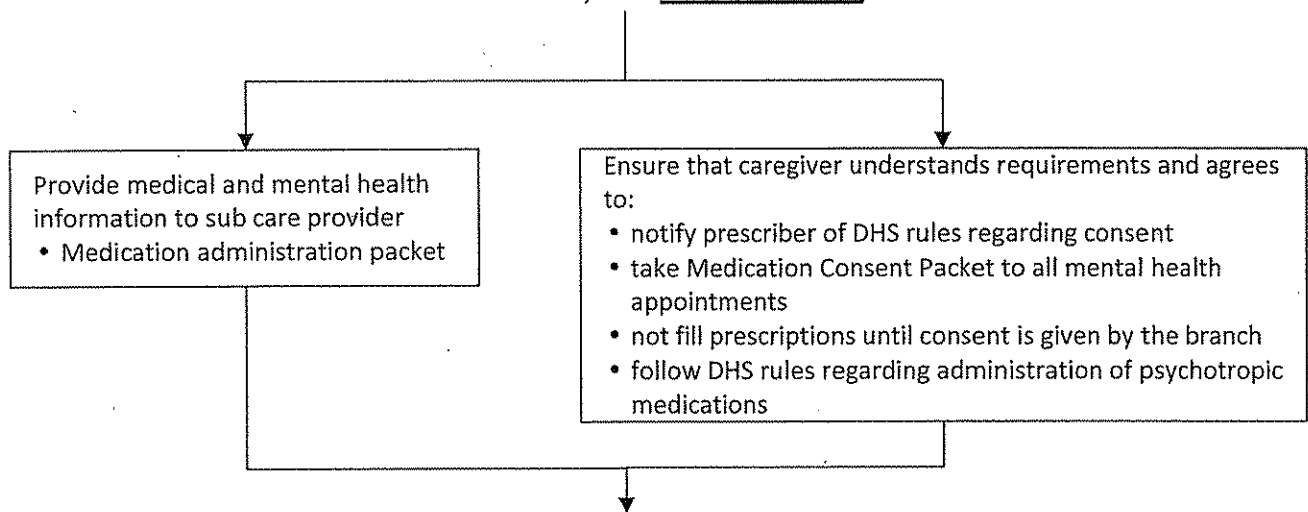 Provide medical and mental health
information to sub care provider
• Medication administration packet
Ensure that caregiver understands requirements and agrees
to:
• notify prescriber of DHS rules regarding consent
• take Medication Consent Packet to all mental health
appointments
• not fill prescriptions until consent is given by the branch
• follow DHS rules regarding administration of psychotropic
medications